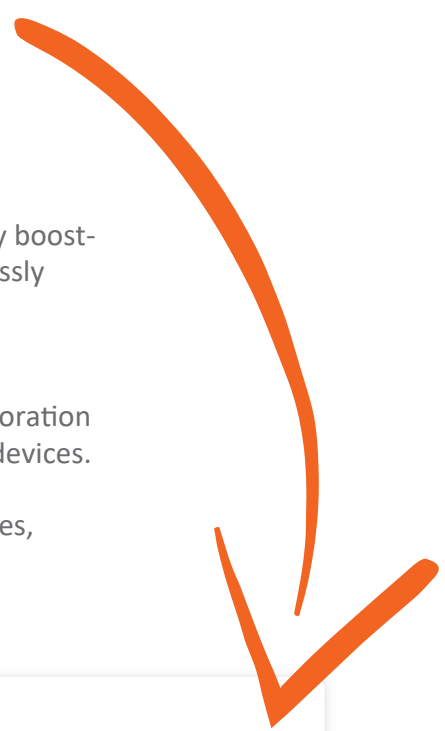 y boost-
ssly
oration
devices.
es,